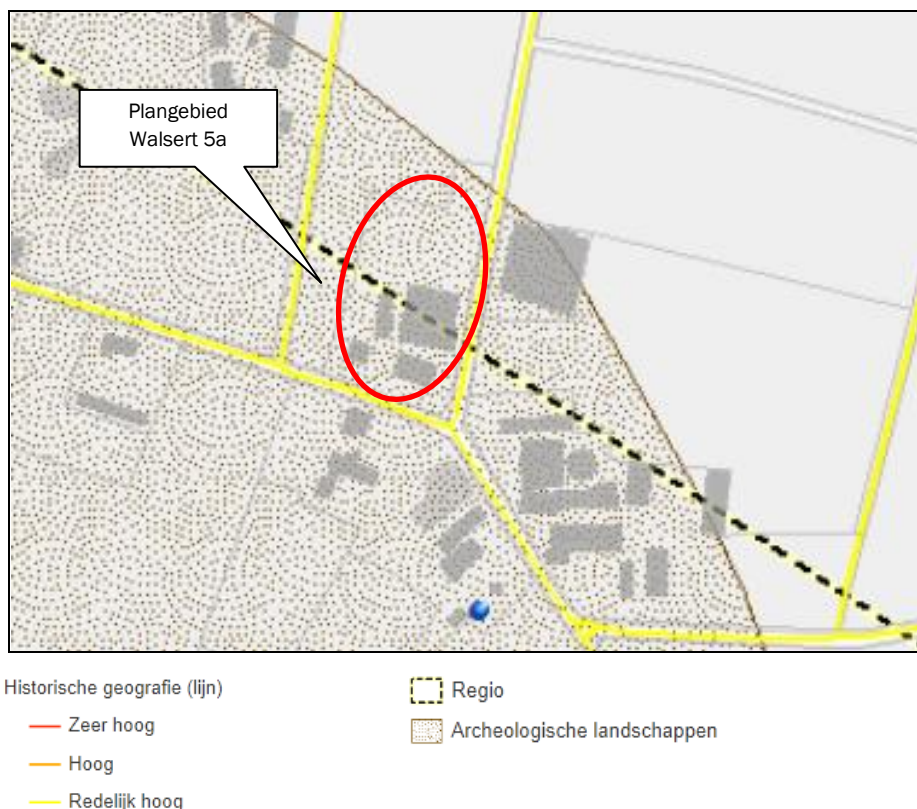 Plangebied
Walsert 5a
Historische geografie (lijn)
Zeer hoog
Hoog
Redelijk hoog
Regio
Archeologische landschappen